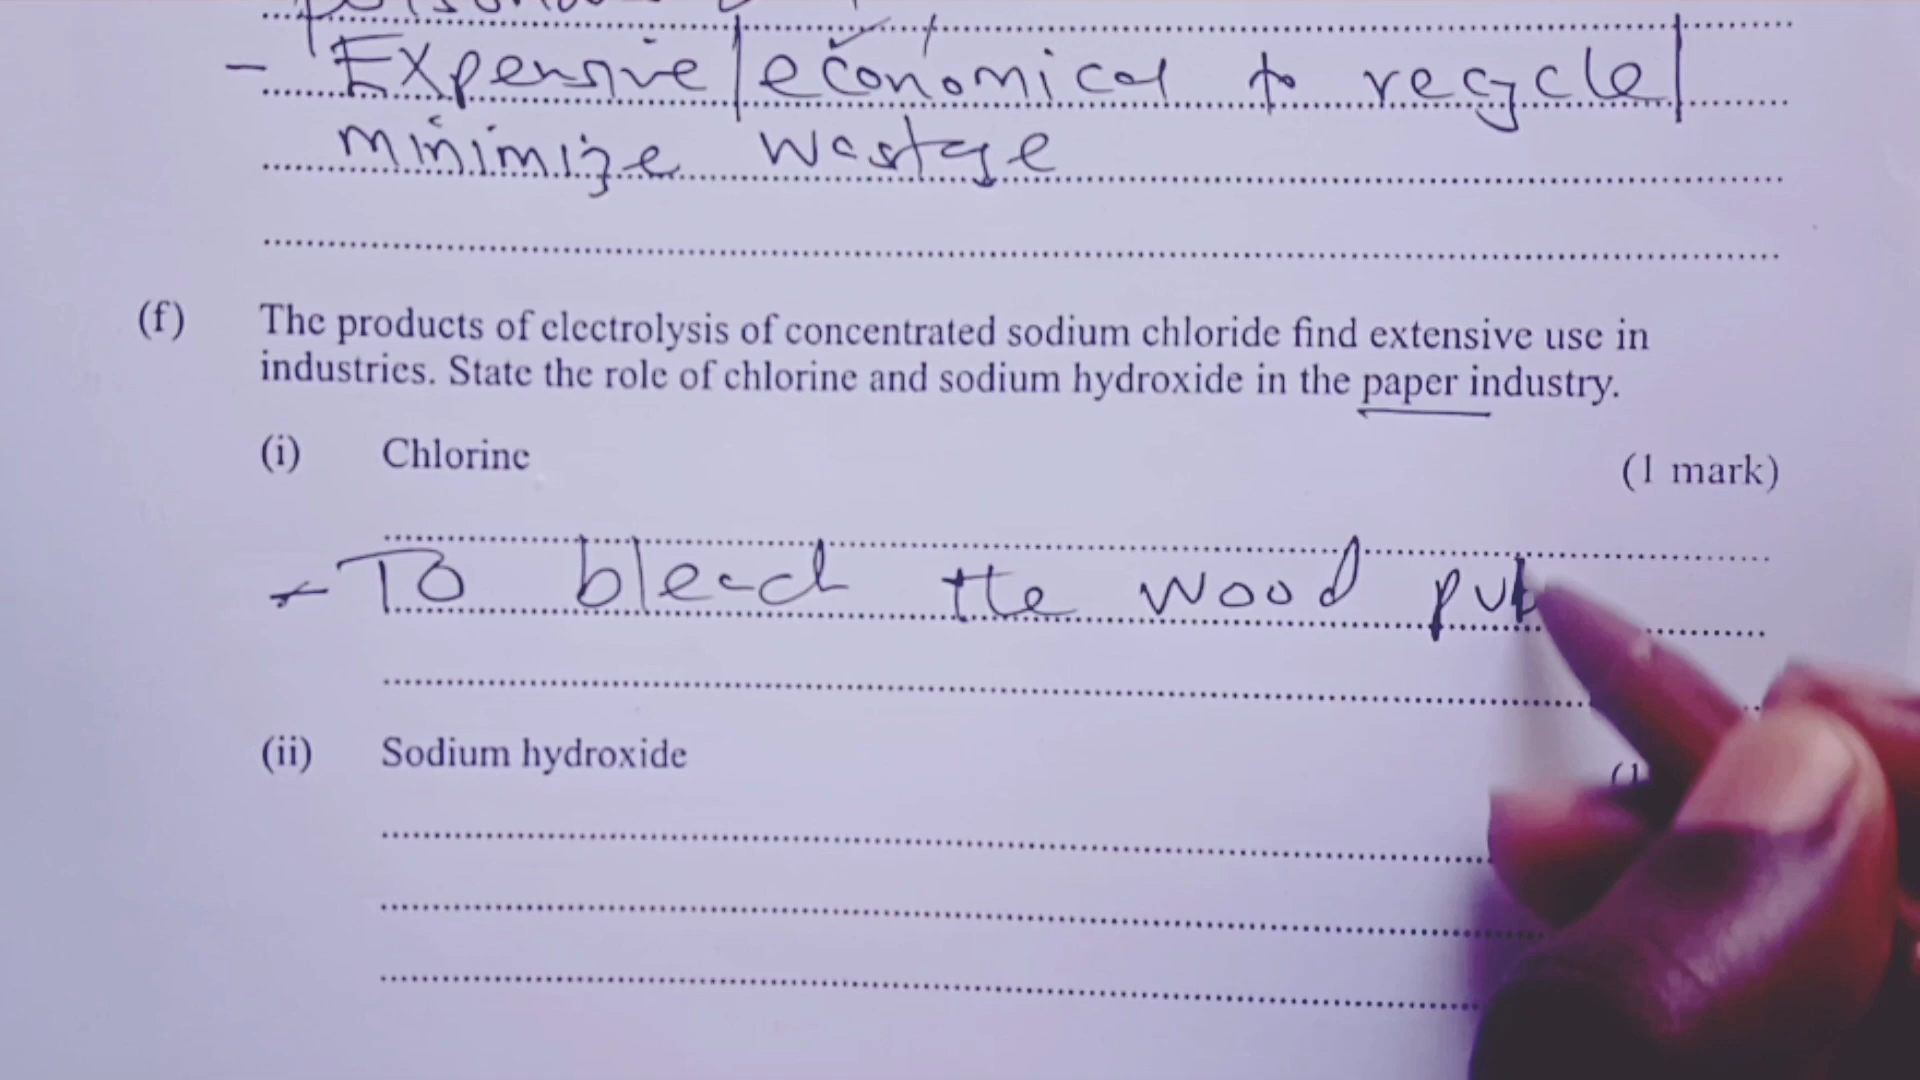 - Expensive/economical to recycle/
minimize wastage
(f) The products of electrolysis of concentrated sodium chloride find extensive use in
industries. State the role of chlorine and sodium hydroxide in the paper industry.
(i) Chlorine (1 mark)
- To bleach the wood pul
(ii) Sodium hydroxide (1